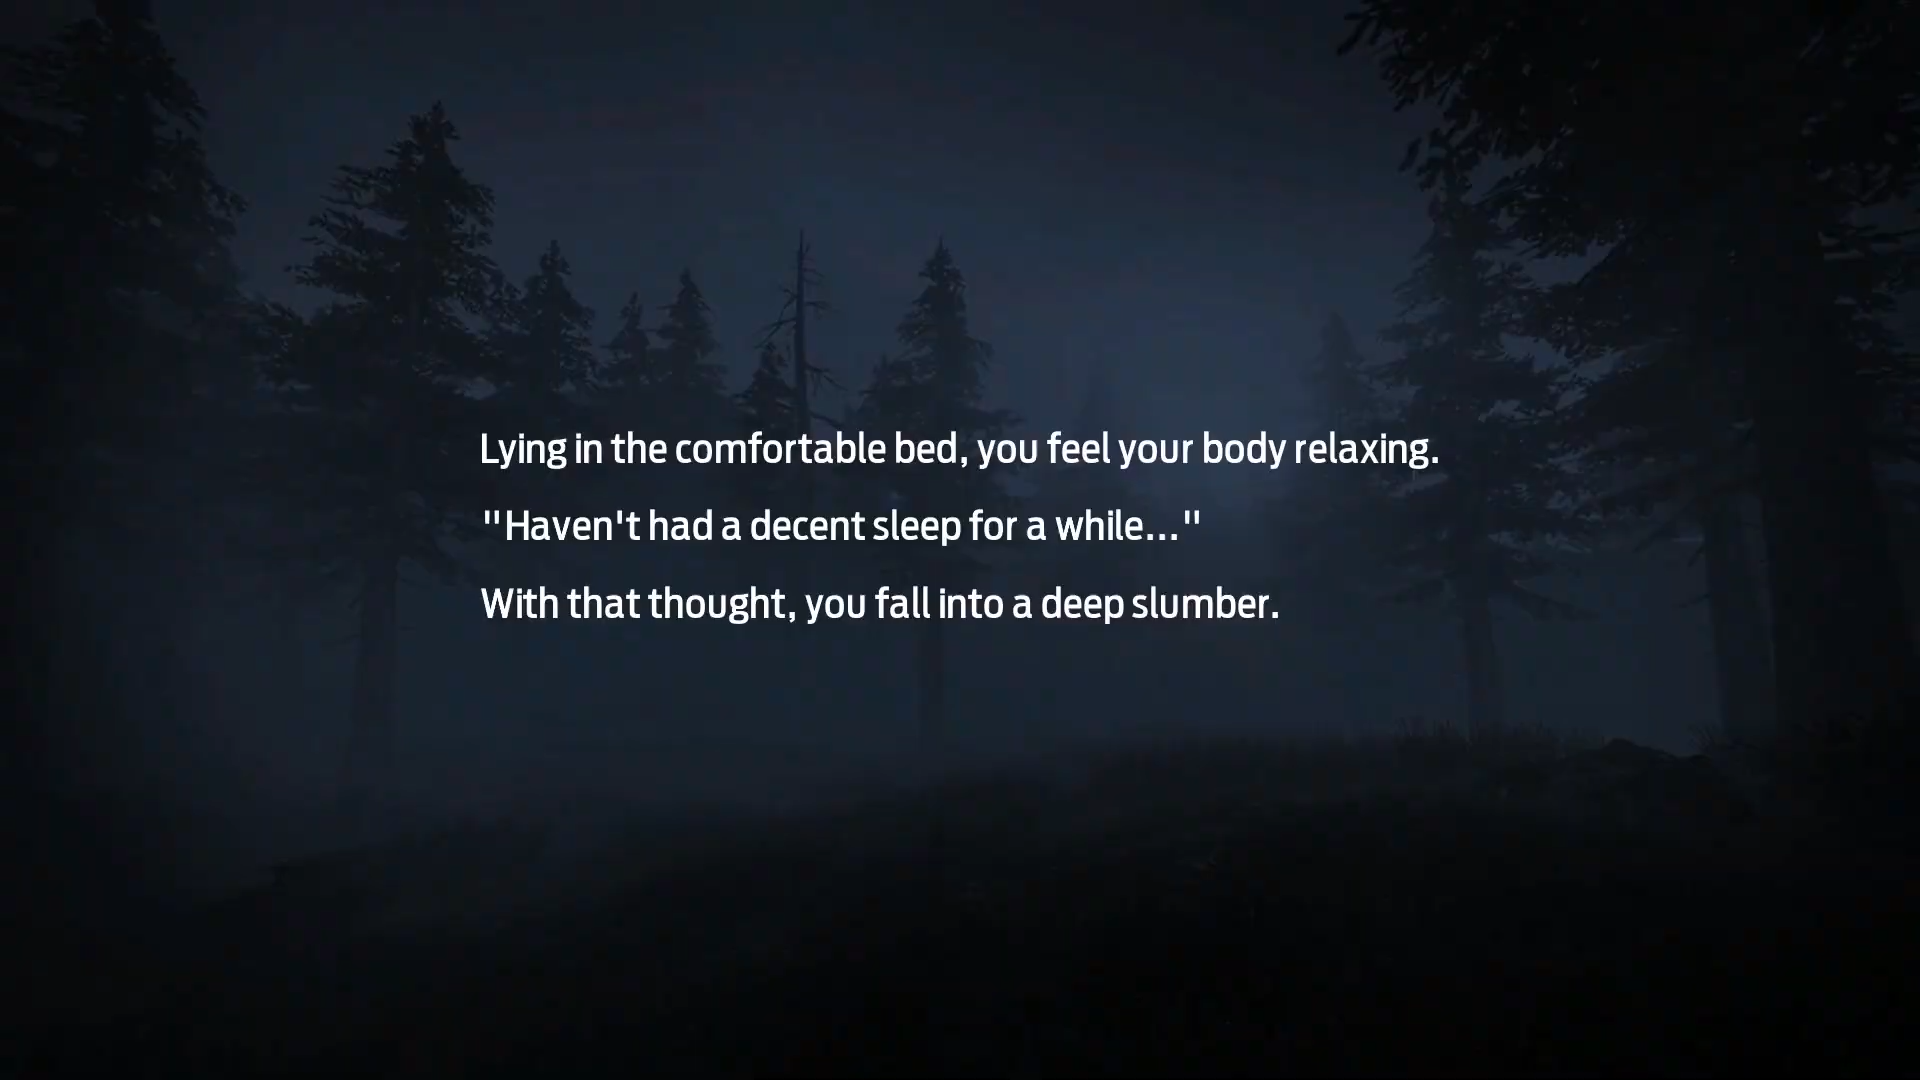 Lying in the comfortable bed, you feel your body relaxing.
"Haven't had a decent sleep for a while..."
With that thought, you fall into a deep slumber.